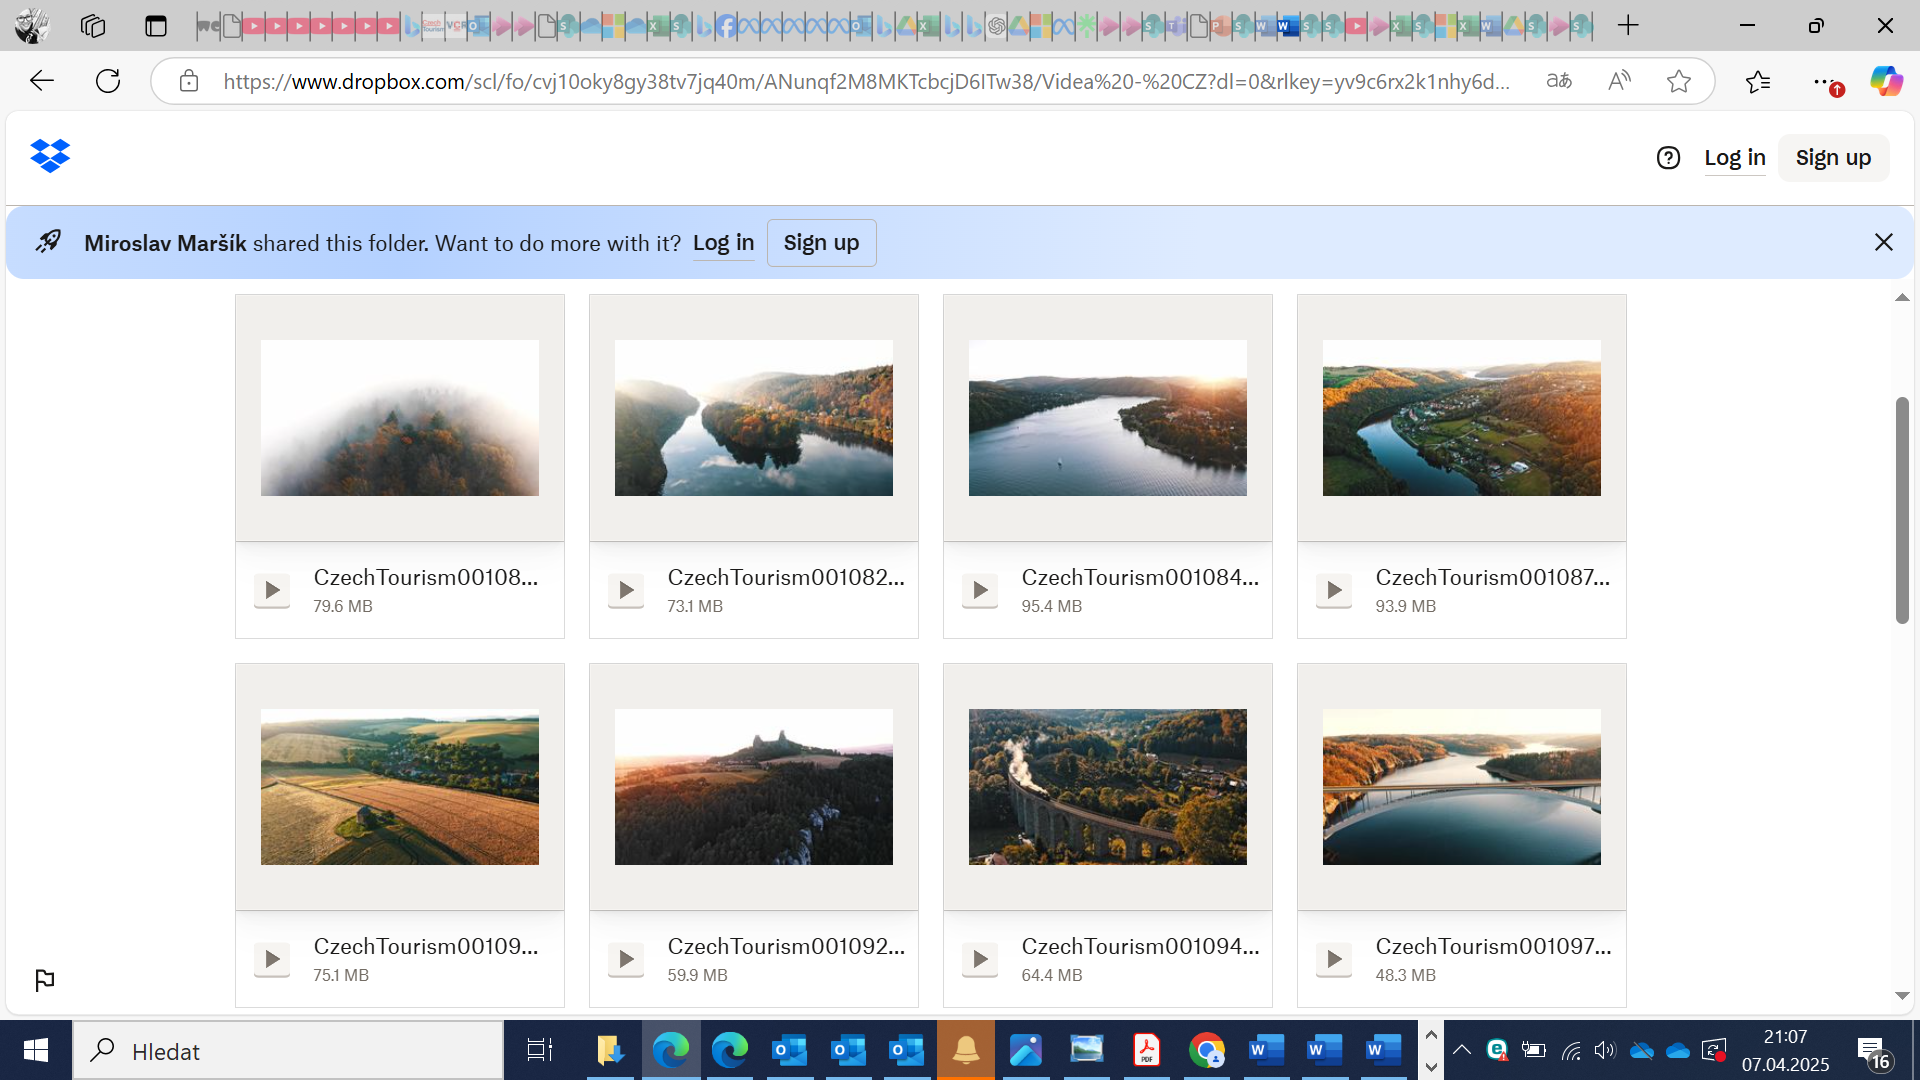 https://www.dropbox.com/scl/fo/cvj10oky8gy38tv7jq40m/ANunqf2M8MKTcbcjD6ITw38/Videa%20-%20CZ?dl=0&rlkey=yv9c6rx2k1nhy6d...
Log in
Sign up
Miroslav Maršík shared this folder. Want to do more with it? Log in Sign up
CzechTourism00108...
79.6 MB
CzechTourism001082...
73.1 MB
CzechTourism001084...
95.4 MB
CzechTourism001087...
93.9 MB
CzechTourism00109...
75.1 MB
CzechTourism001092...
59.9 MB
CzechTourism001094...
64.4 MB
CzechTourism001097...
48.3 MB
Hledat
21:07
07.04.2025
16